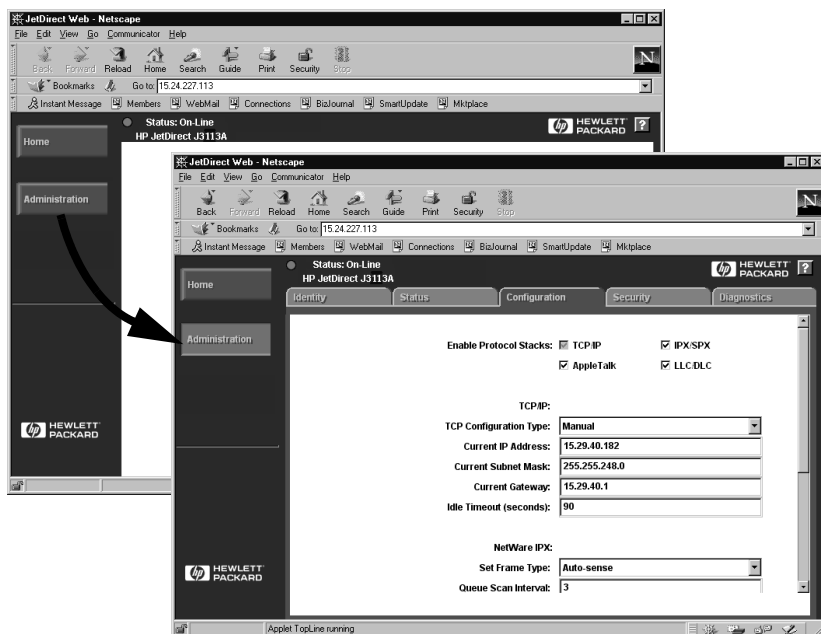 JetDirect Web - Netscape
File Edit View Go Communicator Help
Back Forward Reload Home Search Guide Print Security Stop
N
Bookmarks Go to: 15.24.227.113
Instant Message Members WebMail Connections BizJournal SmartUpdate Mktplace
Status: On-Line
HP JetDirect J3113A
hp HEWLETT PACKARD ?
Home
Administration
hp HEWLETT PACKARD
JetDirect Web - Netscape
File Edit View Go Communicator Help
Back Forward Reload Home Search Guide Print Security Stop
N
Bookmarks Go to: 15.24.227.113
Instant Message Members WebMail Connections BizJournal SmartUpdate Mktplace
Status: On-Line
HP JetDirect J3113A
hp HEWLETT PACKARD ?
Home
Administration
Identity Status Configuration Security Diagnostics
Enable Protocol Stacks: TCP/IP IPX/SPX
AppleTalk LLC/DLC
TCP/IP:
TCP Configuration Type: Manual
Current IP Address: 15.29.40.182
Current Subnet Mask: 255.255.248.0
Current Gateway: 15.29.40.1
Idle Timeout (seconds): 90
NetWare IPX:
Set Frame Type: Auto-sense
Queue Scan Interval: 3
hp HEWLETT PACKARD
Applet TopLine running